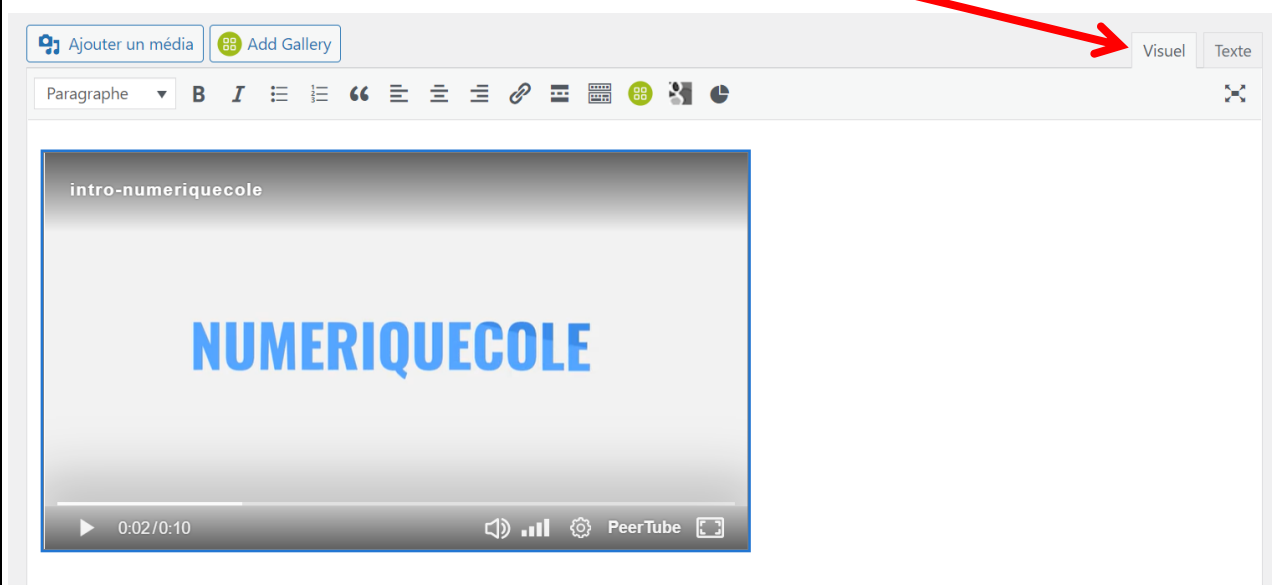 Ajouter un média Add Gallery Visuel Texte
Paragraphe B I
intro-numeriquecole
NUMERIQUECOLE
0:02/0:10 PeerTube